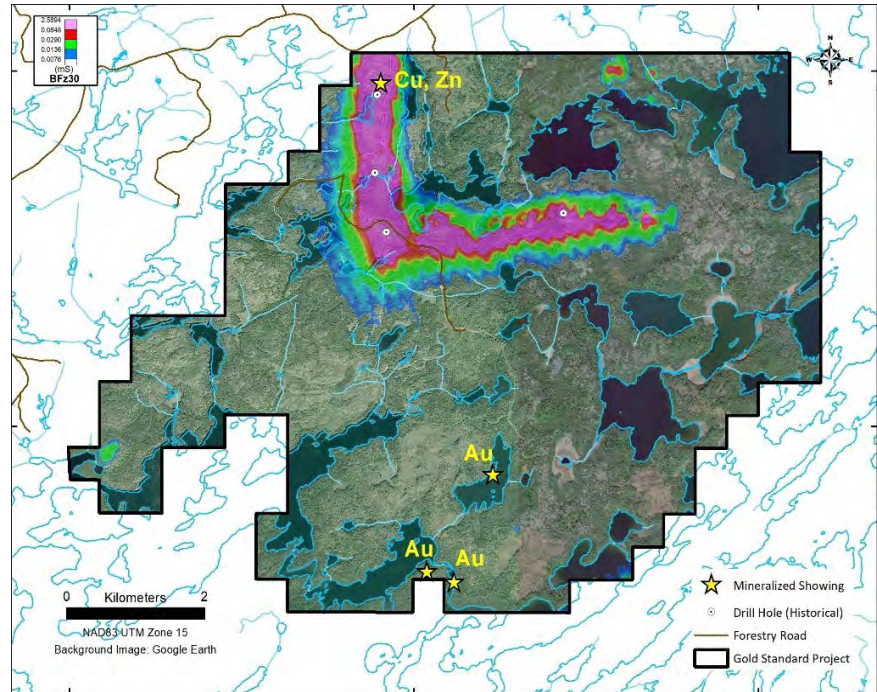 2.5894
0.0848
0.0290
0.0136
0.0076
(mS)
BFz30
N
W E
S
Cu, Zn
Au
Au
Au
0 Kilometers 2
NAD83 UTM Zone 15
Background Image: Google Earth
Mineralized Showing
Drill Hole (Historical)
Forestry Road
Gold Standard Project